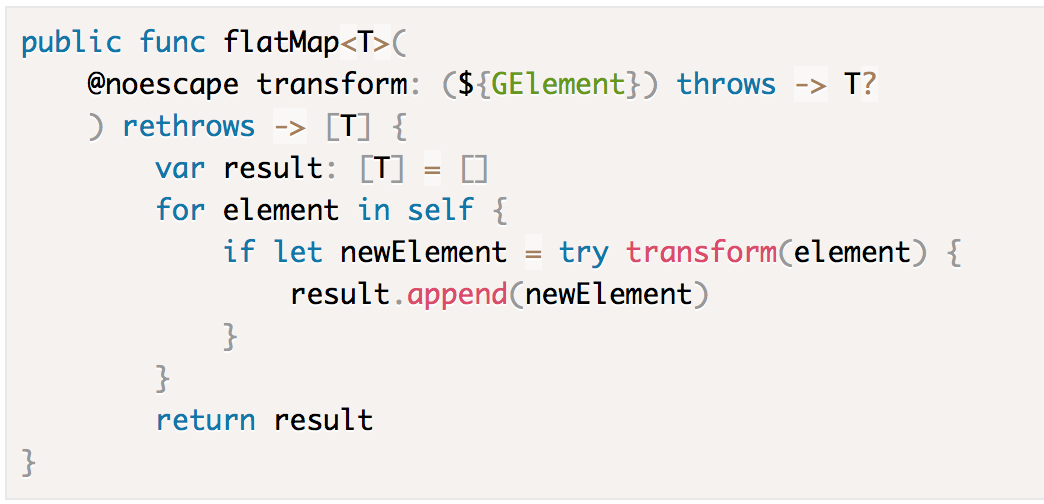 public func flatMap<T>(
    @noescape transform: (${GElement}) throws -> T?
    ) rethrows -> [T] {
        var result: [T] = []
        for element in self {
            if let newElement = try transform(element) {
                result.append(newElement)
            }
        }
        return result
}